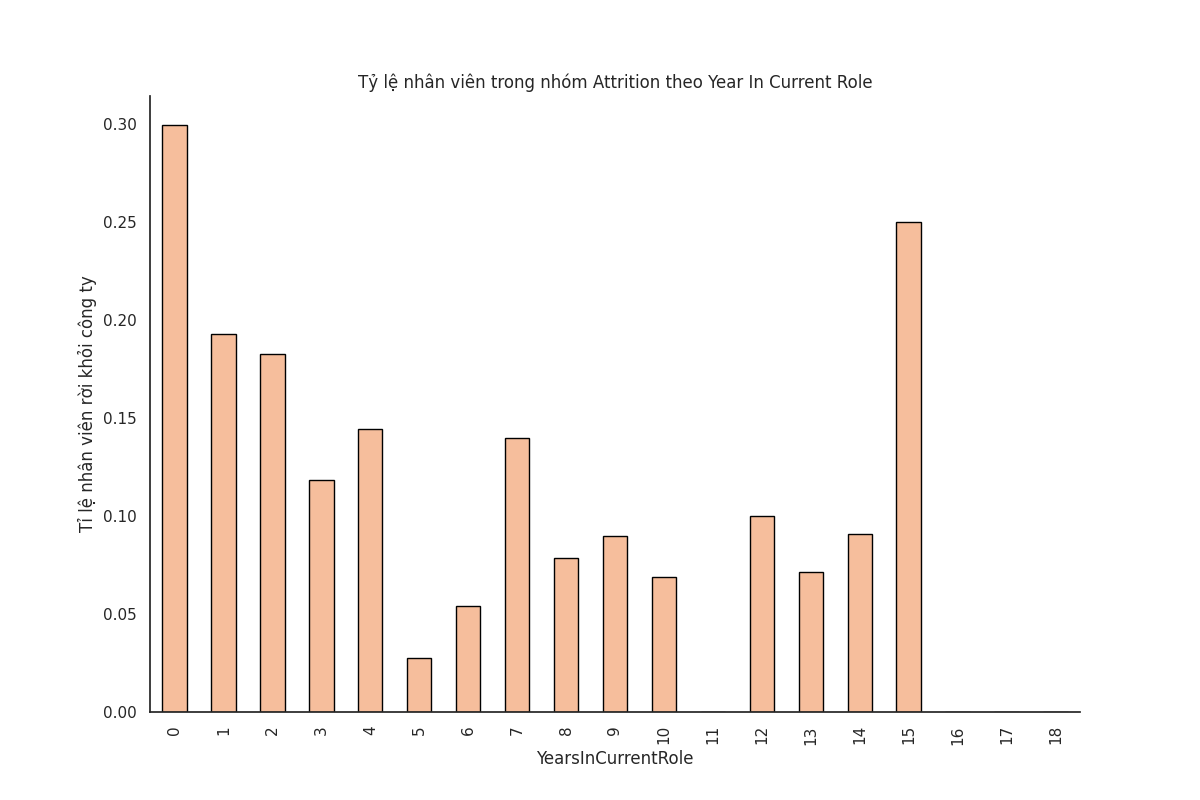 Tỷ lệ nhân viên trong nhóm Attrition theo Year In Current Role
Tỉ lệ nhân viên rời khỏi công ty
0.30
0.25
0.20
0.15
0.10
0.05
0.00
0 1 2 3 4 5 6 7 8 9 10 11 12 13 14 15 16 17 18
YearsInCurrentRole